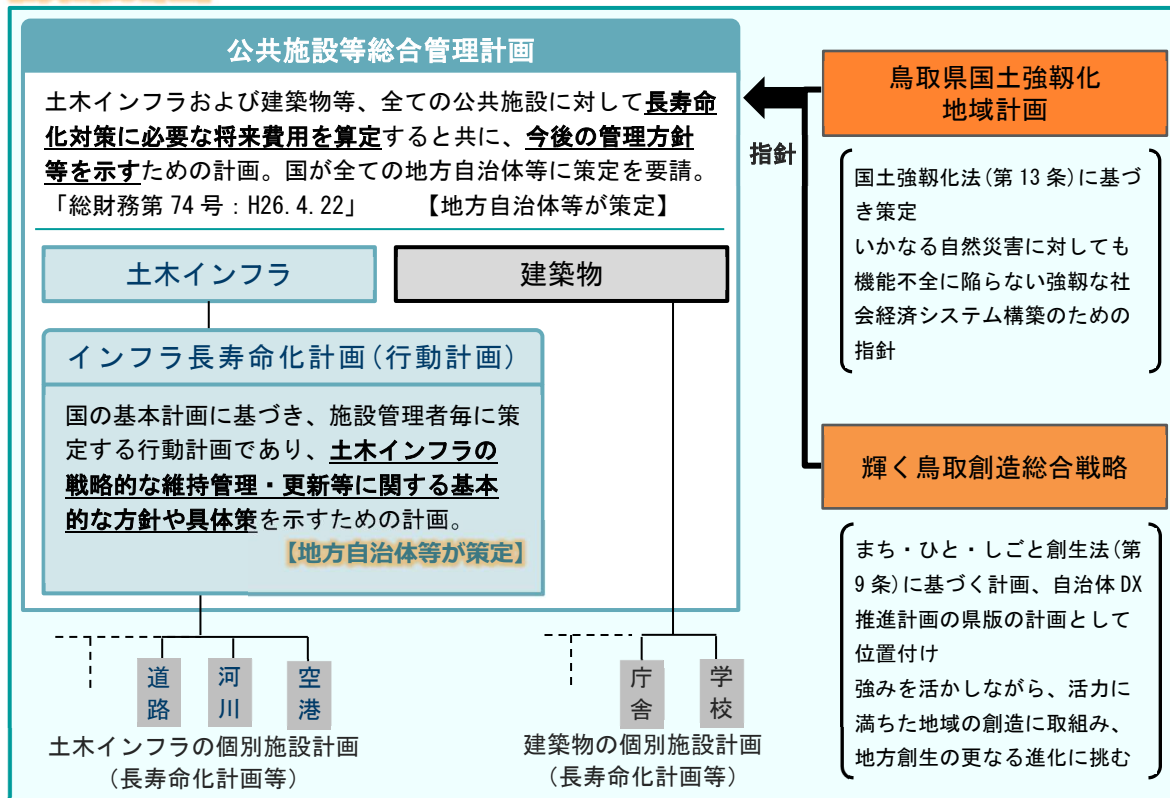 公共施設等総合管理計画
土木インフラおよび建築物等、全ての公共施設に対して長寿命
化対策に必要な将来費用を算定すると共に、今後の管理方針
等を示すための計画。国が全ての地方自治体等に策定を要請。
「総財務第74号：H26.4.22」　【地方自治体等が策定】
土木インフラ
建築物
インフラ長寿命化計画(行動計画)
国の基本計画に基づき、施設管理者毎に策
定する行動計画であり、土木インフラの
戦略的な維持管理・更新等に関する基本
的な方針や具体策を示すための計画。
【地方自治体等が策定】
道路
河川
空港
土木インフラの個別施設計画
（長寿命化計画等）
庁舎
学校
建築物の個別施設計画
（長寿命化計画等）
指針
鳥取県国土強靭化
地域計画
国土強靭化法(第13条)に基づ
き策定
いかなる自然災害に対しても
機能不全に陥らない強靭な社
会経済システム構築のための
指針
輝く鳥取創造総合戦略
まち・ひと・しごと創生法(第
9条)に基づく計画、自治体DX
推進計画の県版の計画として
位置付け
強みを活かしながら、活力に
満ちた地域の創造に取組み、
地方創生の更なる進化に挑む